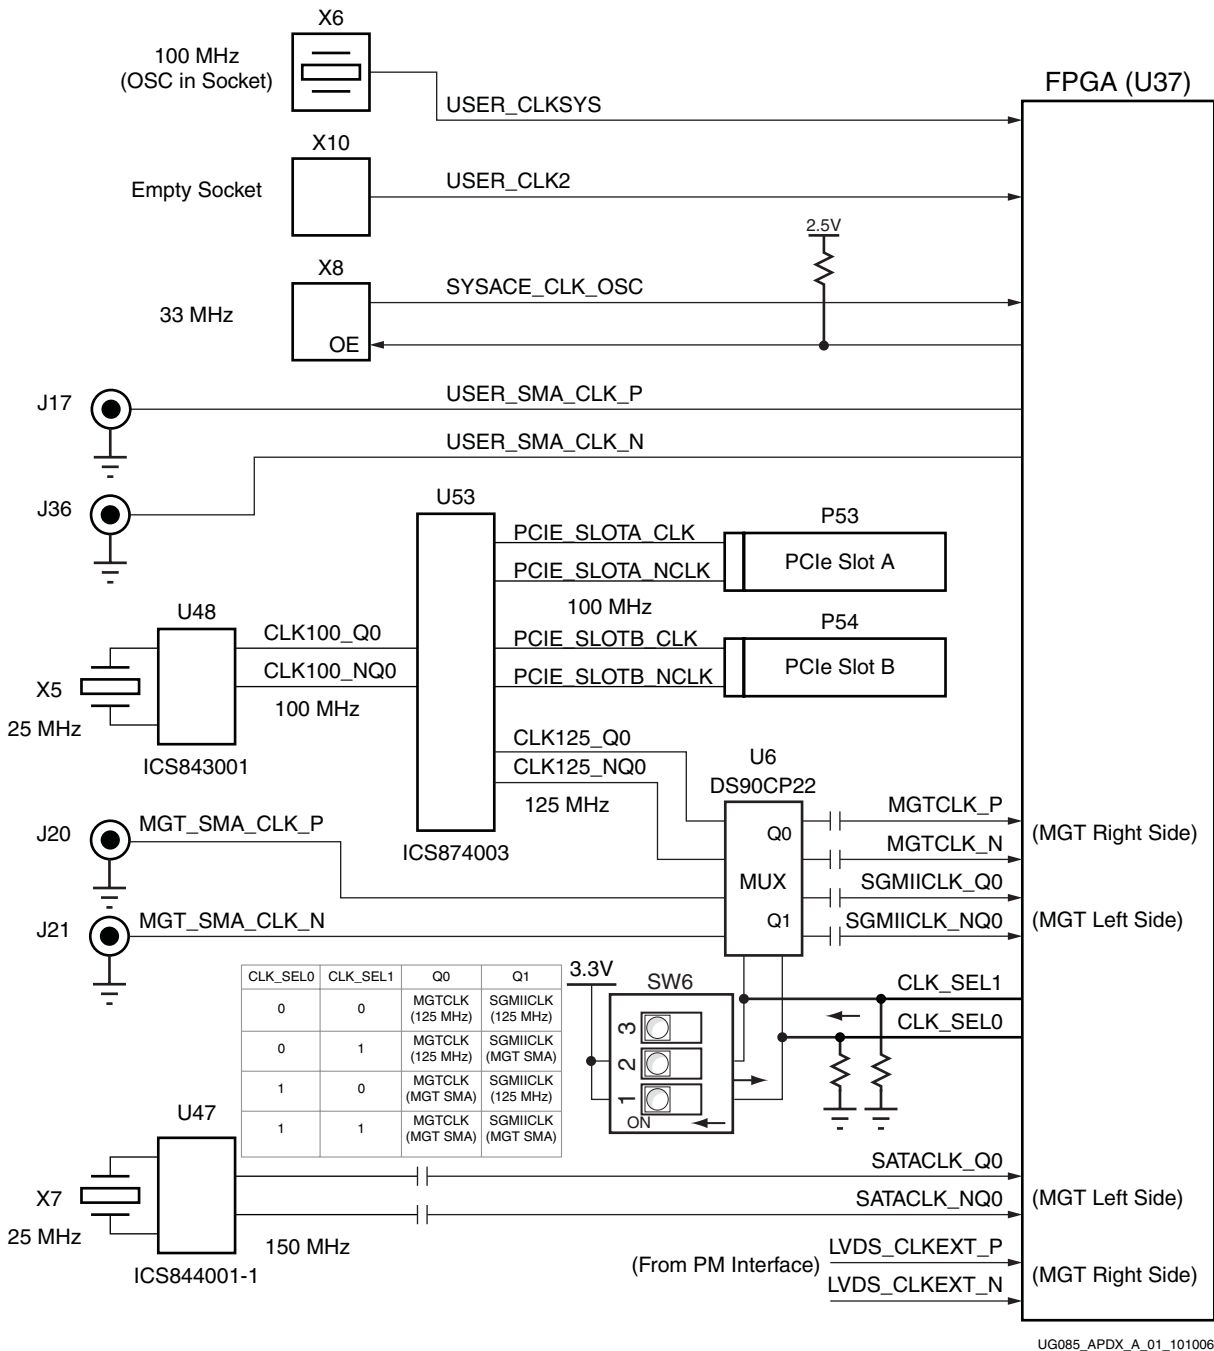 X6
100 MHz
(OSC in Socket)
FPGA (U37)
USER_CLKSYS
X10
Empty Socket
USER_CLK2
2.5V
X8
SYSACE_CLK_OSC
33 MHz
OE
J17
USER_SMA_CLK_P
USER_SMA_CLK_N
J36
U53
P53
PCIE_SLOTA_CLK
PCIe Slot A
PCIE_SLOTA_NCLK
100 MHz
U48
P54
CLK100_Q0
PCIE_SLOTB_CLK
CLK100_NQ0
PCIE_SLOTB_NCLK
PCIe Slot B
X5
100 MHz
25 MHz
ICS843001
CLK125_Q0
CLK125_NQ0
125 MHz
U6
DS90CP22
MGTCLK_P
J20
MGT_SMA_CLK_P
Q0
(MGT Right Side)
MGTCLK_N
ICS874003
MUX
SGMIICLK_Q0
J21
MGT_SMA_CLK_N
Q1
SGMIICLK_NQ0
(MGT Left Side)
CLK_SEL0 CLK_SEL1 Q0 Q1
0 0 MGTCLK (125 MHz) SGMIICLK (125 MHz)
0 1 MGTCLK (125 MHz) SGMIICLK (MGT SMA)
1 0 MGTCLK (MGT SMA) SGMIICLK (125 MHz)
1 1 MGTCLK (MGT SMA) SGMIICLK (MGT SMA)
3.3V
SW6
CLK_SEL1
CLK_SEL0
3
2
1
ON
U47
SATACLK_Q0
X7
SATACLK_NQ0
(MGT Left Side)
25 MHz
150 MHz
ICS844001-1
(From PM Interface)
LVDS_CLKEXT_P
(MGT Right Side)
LVDS_CLKEXT_N
UG085_APDX_A_01_101006